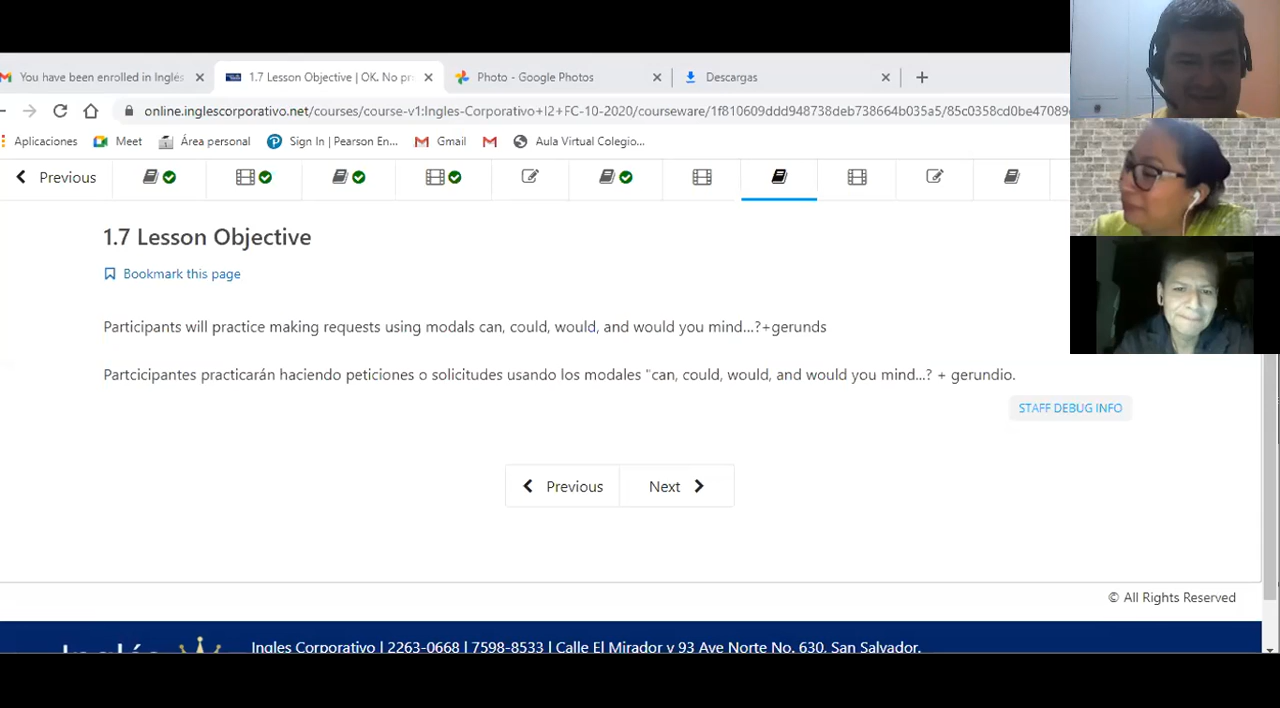 You have been enrolled in Inglés
1.7 Lesson Objective | OK. No pr
Photo - Google Photos
Descargas
online.inglescorporativo.net/courses/course-v1:Ingles-Corporativo+I2+FC-10-2020/courseware/1f810609ddd948738deb738664b035a5/85c0358cd0be47089
Aplicaciones
Meet
Área personal
Sign In | Pearson En...
Gmail
Aula Virtual Colegio...
Previous
1.7 Lesson Objective
Bookmark this page
Participants will practice making requests using modals can, could, would, and would you mind...?+gerunds
Partcicipantes practicarán haciendo peticiones o solicitudes usando los modales "can, could, would, and would you mind...? + gerundio.
STAFF DEBUG INFO
Previous
Next
© All Rights Reserved
Inglés
Ingles Corporativo | 2263-0668 | 7598-8533 | Calle El Mirador y 93 Ave Norte No. 630, San Salvador.